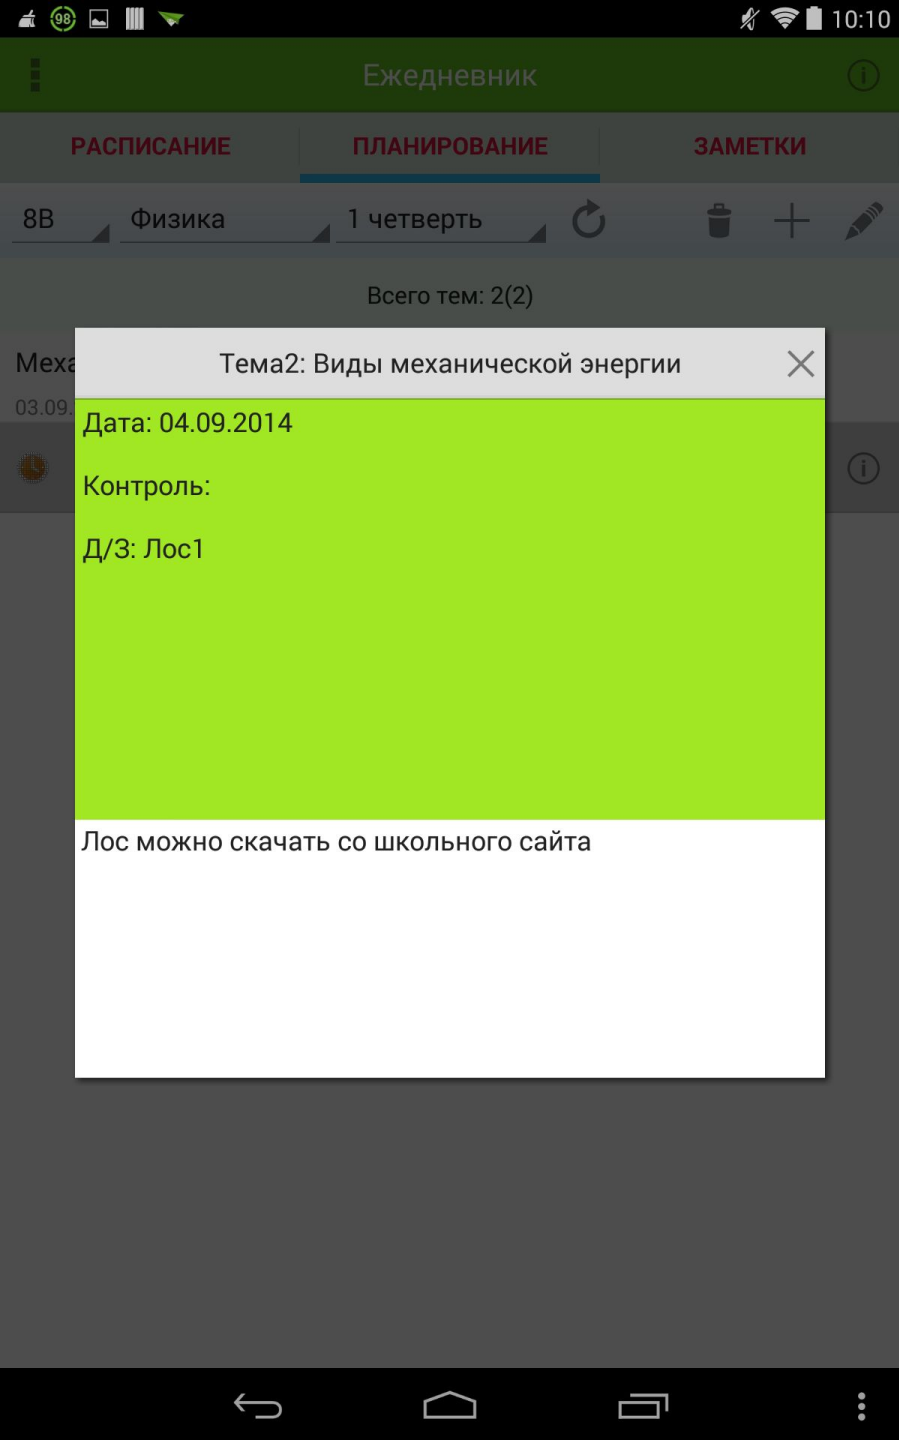 98
10:10
Ежедневник
РАСПИСАНИЕ
ПЛАНИРОВАНИЕ
ЗАМЕТКИ
8В
Физика
1 четверть
Всего тем: 2(2)
Тема2: Виды механической энергии
03.09.
Дата: 04.09.2014
Контроль:
Д/З: Лос1
Лос можно скачать со школьного сайта